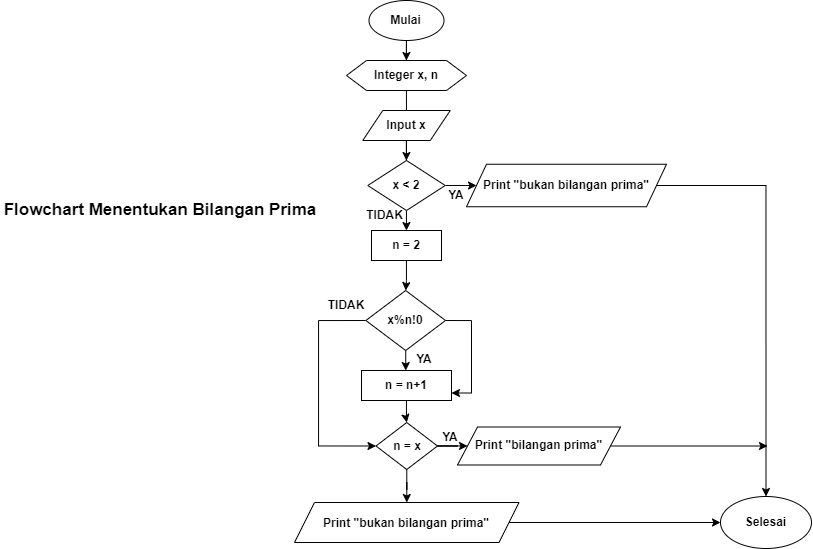 Mulai
Integer x, n
Input x
x < 2
YA
Print "bukan bilangan prima"
Flowchart Menentukan Bilangan Prima
TIDAK
n = 2
TIDAK
x%n!0
YA
n = n+1
n = x
YA
Print "bilangan prima"
Print "bukan bilangan prima"
Selesai